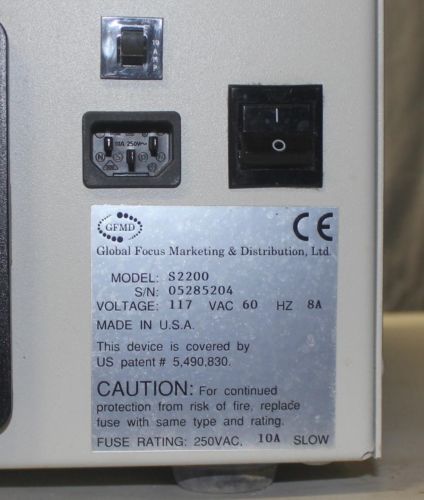 10 AMP
10A 250V~
I
O
GFMD
CE
Global Focus Marketing & Distribution, Ltd.
MODEL: S2200
S/N: 05285204
VOLTAGE: 117 VAC 60 HZ 8A
MADE IN U.S.A.
This device is covered by
US patent # 5,490,830.
CAUTION: For continued
protection from risk of fire, replace
fuse with same type and rating.
FUSE RATING: 250VAC, 10A SLOW